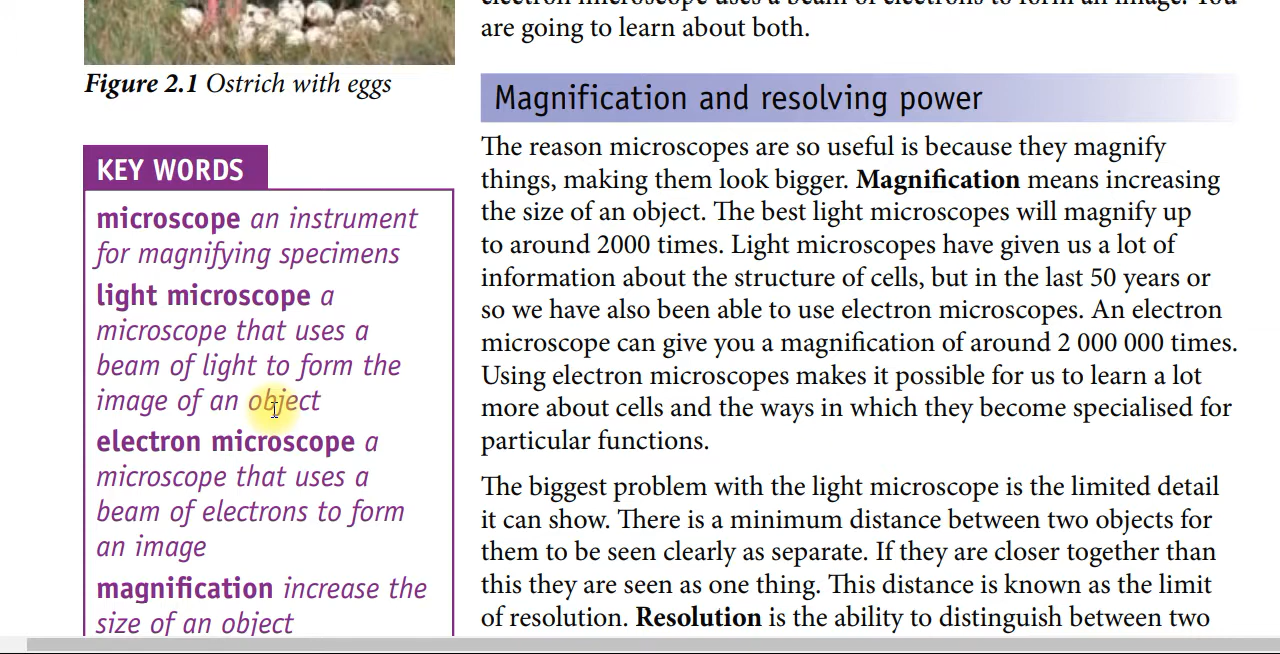 Figure 2.1 Ostrich with eggs
KEY WORDS
microscope an instrument
for magnifying specimens
light microscope a
microscope that uses a
beam of light to form the
image of an object
electron microscope a
microscope that uses a
beam of electrons to form
an image
magnification increase the
size of an object
are going to learn about both.
Magnification and resolving power
The reason microscopes are so useful is because they magnify
things, making them look bigger. Magnification means increasing
the size of an object. The best light microscopes will magnify up
to around 2000 times. Light microscopes have given us a lot of
information about the structure of cells, but in the last 50 years or
so we have also been able to use electron microscopes. An electron
microscope can give you a magnification of around 2 000 000 times.
Using electron microscopes makes it possible for us to learn a lot
more about cells and the ways in which they become specialised for
particular functions.
The biggest problem with the light microscope is the limited detail
it can show. There is a minimum distance between two objects for
them to be seen clearly as separate. If they are closer together than
this they are seen as one thing. This distance is known as the limit
of resolution. Resolution is the ability to distinguish between two